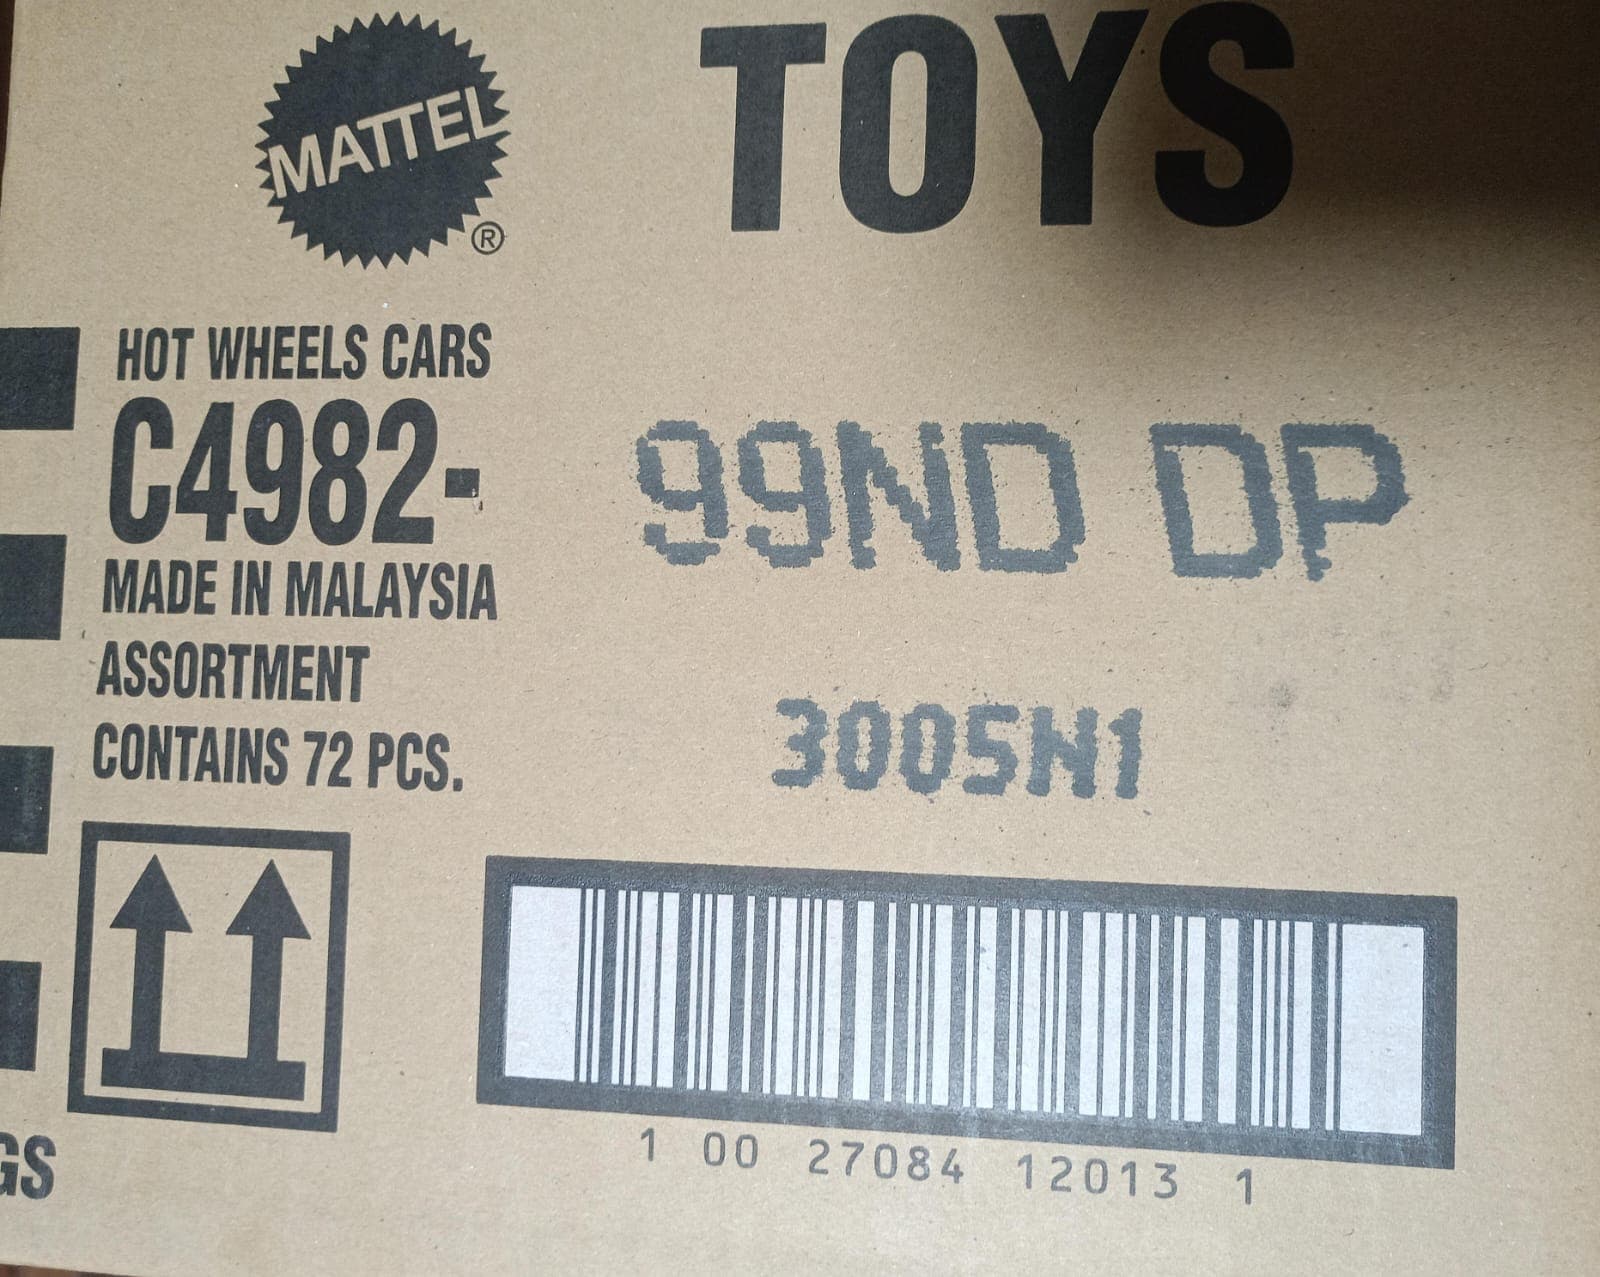 MATTEL
®
TOYS
HOT WHEELS CARS
C4982-
99ND DP
MADE IN MALAYSIA
ASSORTMENT
CONTAINS 72 PCS.
3005N1
1 00 27084 12013 1
GS